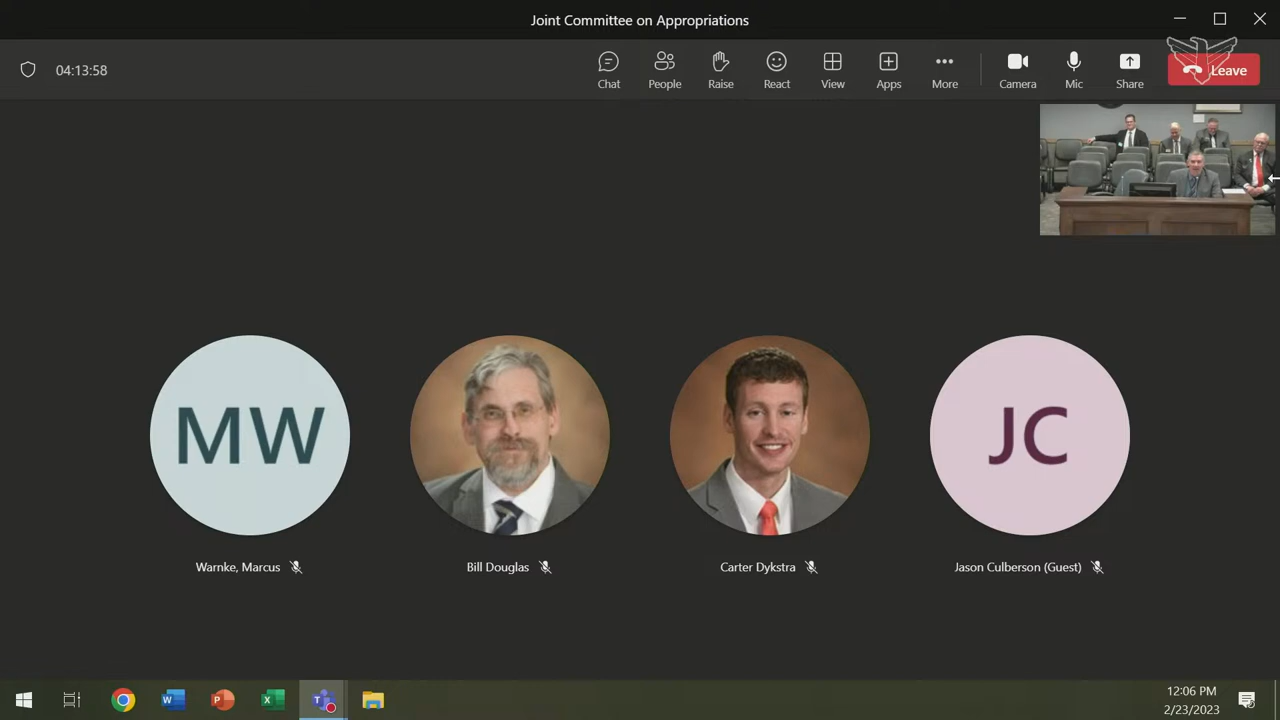 Joint Committee on Appropriations
04:13:58
Chat
People
Raise
React
View
Apps
More
Camera
Mic
Share
Leave
MW
JC
Warnke, Marcus
Bill Douglas
Carter Dykstra
Jason Culberson (Guest)
12:06 PM
2/23/2023